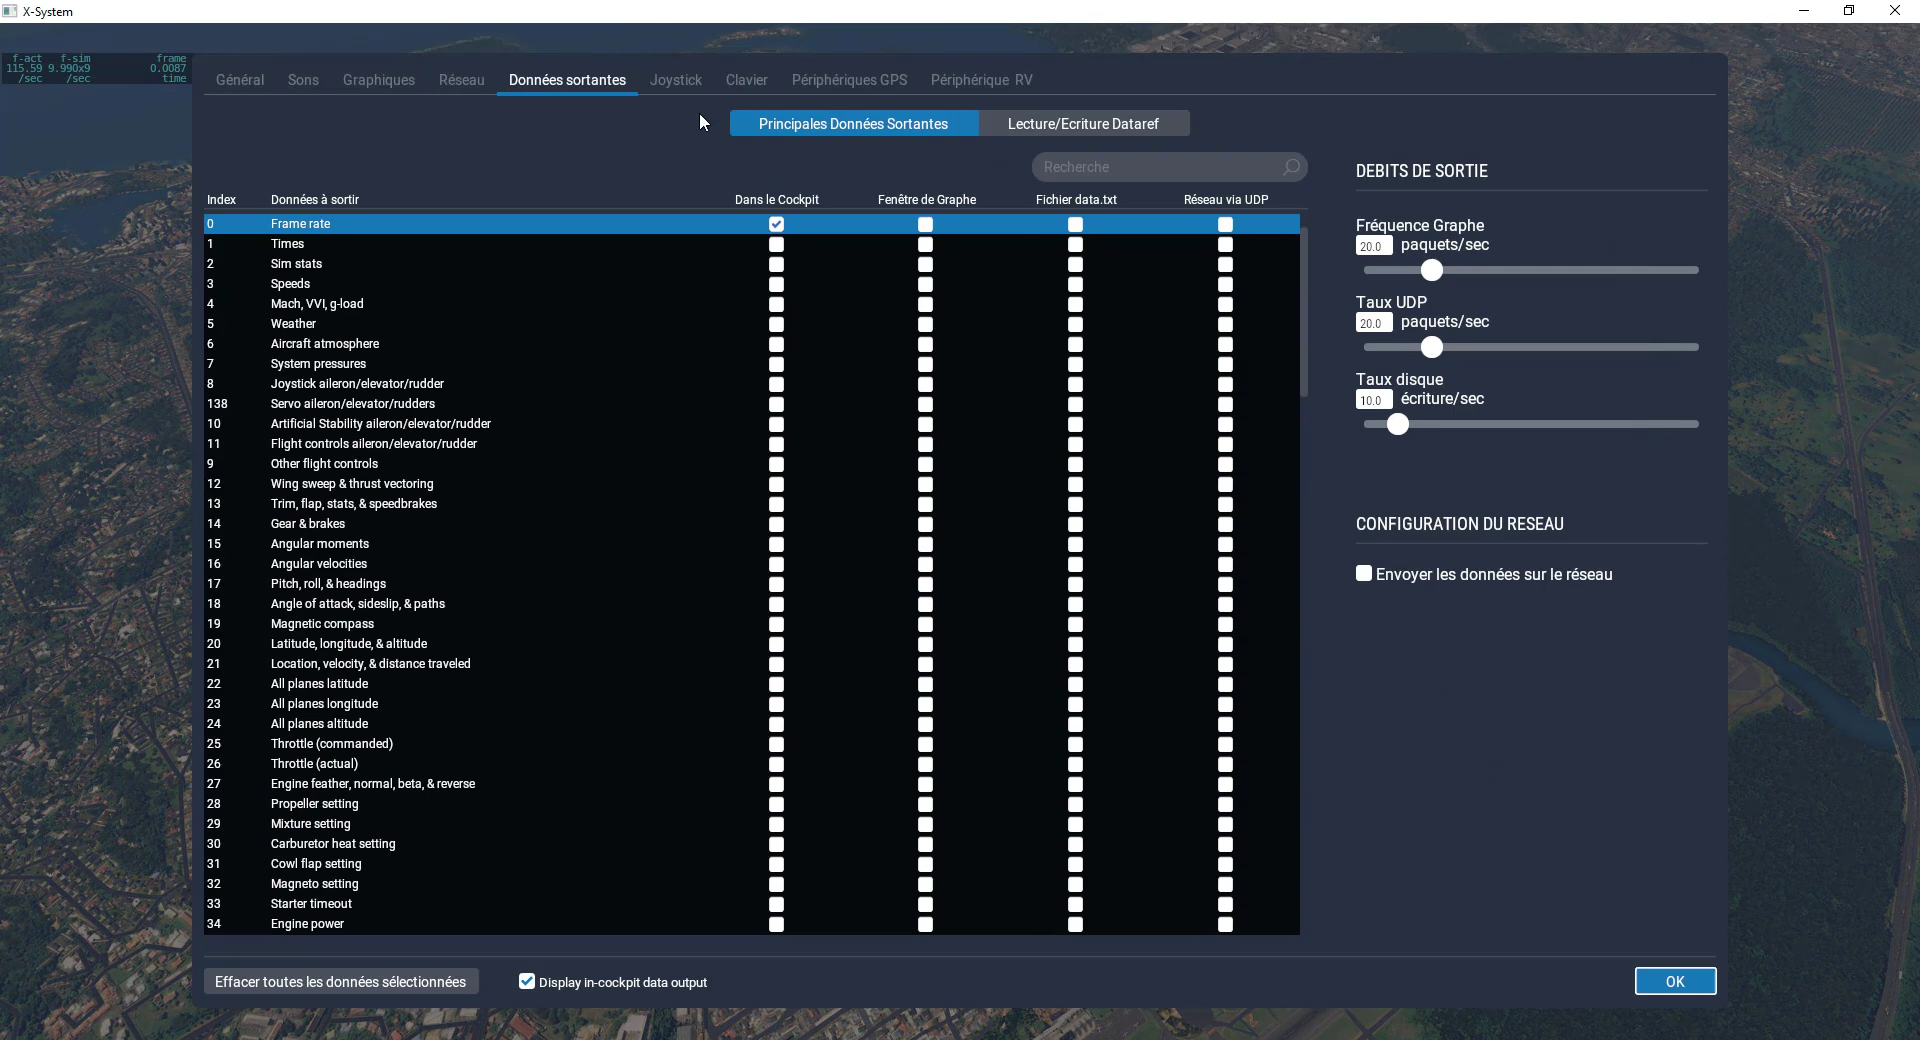 X-System
f-act f-sim frame
115.59 9.990x9 0.0087
/sec /sec time
Général Sons Graphiques Réseau Données sortantes Joystick Clavier Périphériques GPS Périphérique RV
Principales Données Sortantes Lecture/Ecriture Dataref
Recherche
Index Données à sortir Dans le Cockpit Fenêtre de Graphe Fichier data.txt Réseau via UDP
0 Frame rate
1 Times
2 Sim stats
3 Speeds
4 Mach, VVI, g-load
5 Weather
6 Aircraft atmosphere
7 System pressures
8 Joystick aileron/elevator/rudder
138 Servo aileron/elevator/rudders
10 Artificial Stability aileron/elevator/rudder
11 Flight controls aileron/elevator/rudder
9 Other flight controls
12 Wing sweep & thrust vectoring
13 Trim, flap, stats, & speedbrakes
14 Gear & brakes
15 Angular moments
16 Angular velocities
17 Pitch, roll, & headings
18 Angle of attack, sideslip, & paths
19 Magnetic compass
20 Latitude, longitude, & altitude
21 Location, velocity, & distance traveled
22 All planes latitude
23 All planes longitude
24 All planes altitude
25 Throttle (commanded)
26 Throttle (actual)
27 Engine feather, normal, beta, & reverse
28 Propeller setting
29 Mixture setting
30 Carburetor heat setting
31 Cowl flap setting
32 Magneto setting
33 Starter timeout
34 Engine power
DEBITS DE SORTIE
Fréquence Graphe
20.0 paquets/sec
Taux UDP
20.0 paquets/sec
Taux disque
10.0 écriture/sec
CONFIGURATION DU RESEAU
Envoyer les données sur le réseau
Effacer toutes les données sélectionnées Display in-cockpit data output OK